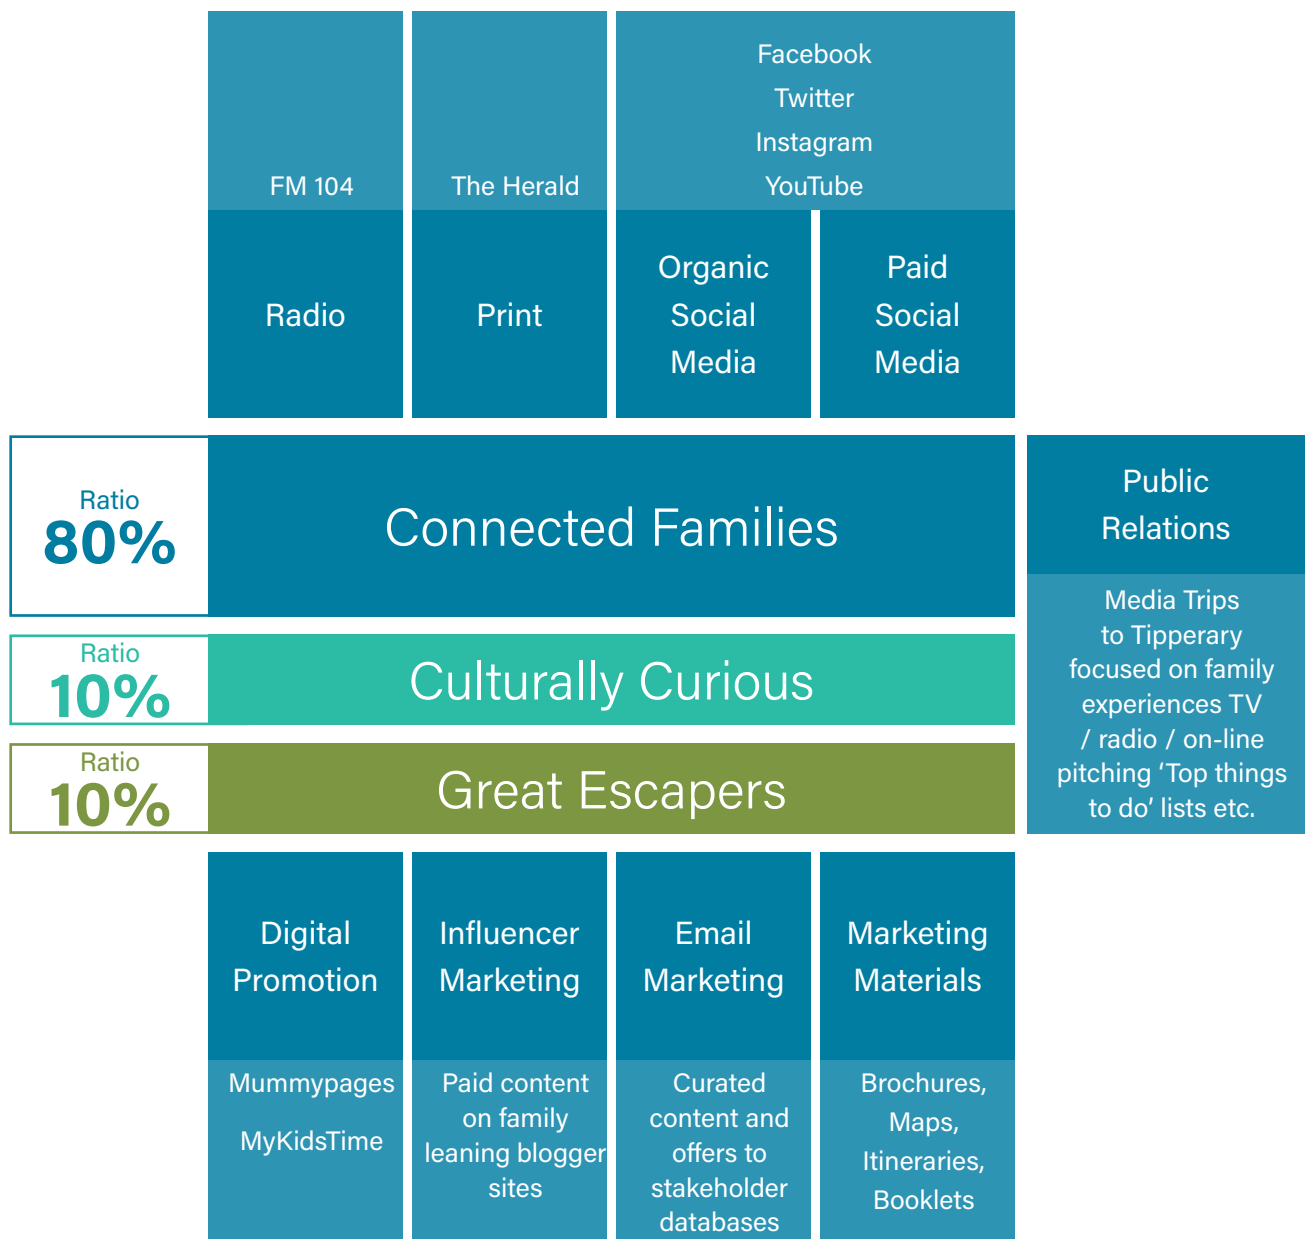 FM 104
The Herald
Facebook
Twitter
Instagram
YouTube
Radio
Print
Organic
Social
Media
Paid
Social
Media
Ratio
80%
Connected Families
Ratio
10%
Culturally Curious
Ratio
10%
Great Escapers
Public
Relations
Media Trips
to Tipperary
focused on family
experiences TV
/ radio / on-line
pitching ‘Top things
to do’ lists etc.
Digital
Promotion
Mummypages
MyKidsTime
Influencer
Marketing
Paid content
on family
leaning blogger
sites
Email
Marketing
Curated
content and
offers to
stakeholder
databases
Marketing
Materials
Brochures,
Maps,
Itineraries,
Booklets